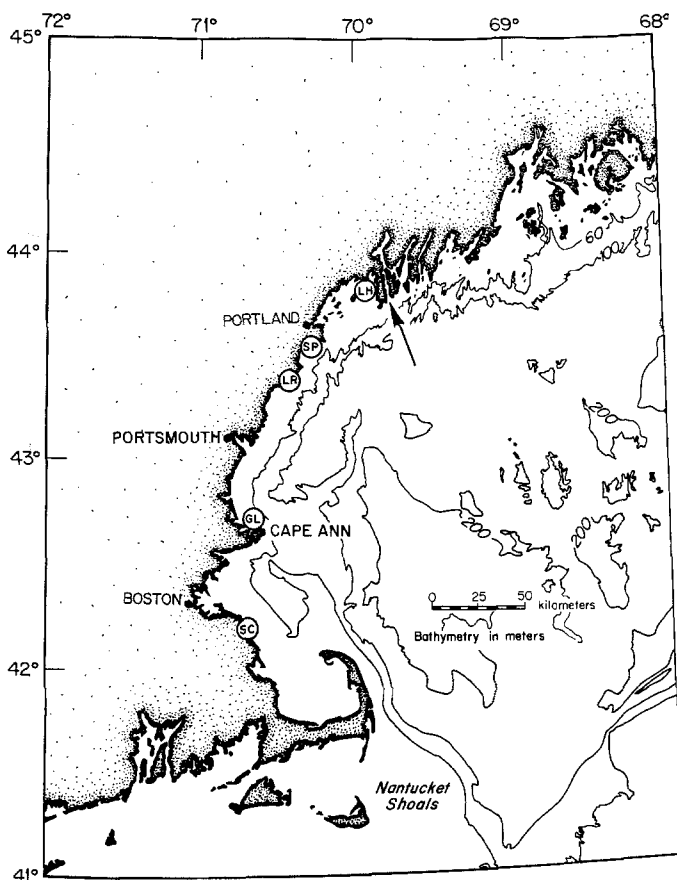 72° 71° 70° 69° 68°
45°
44°
60
100
LH
PORTLAND
SP
LR
200
PORTSMOUTH
43°
200
200
GL
CAPE ANN
0 25 50 kilometers
BOSTON
Bathymetry in meters
SC
42°
Nantucket
Shoals
41°